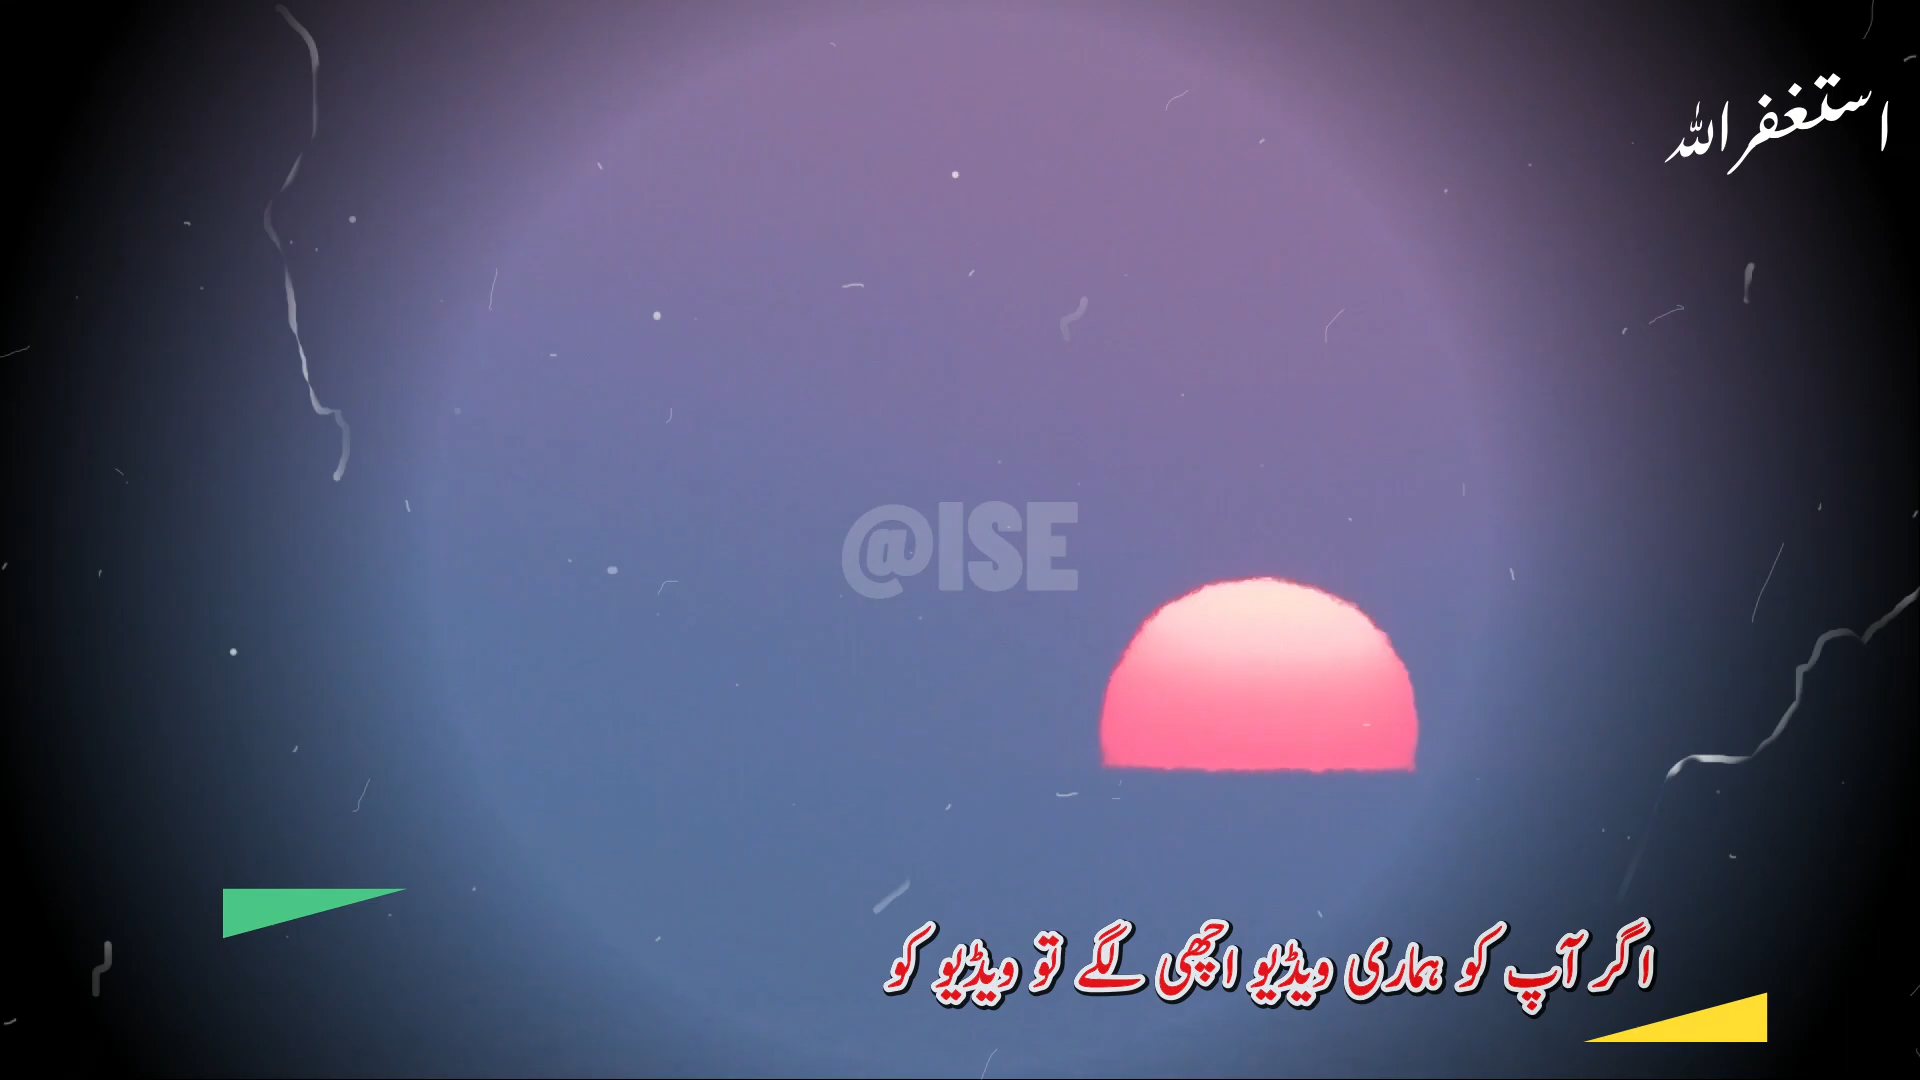 استغفراللہ
@ISE
اگر آپ کو ہماری ویڈیو اچھی لگے تو ویڈیو کو